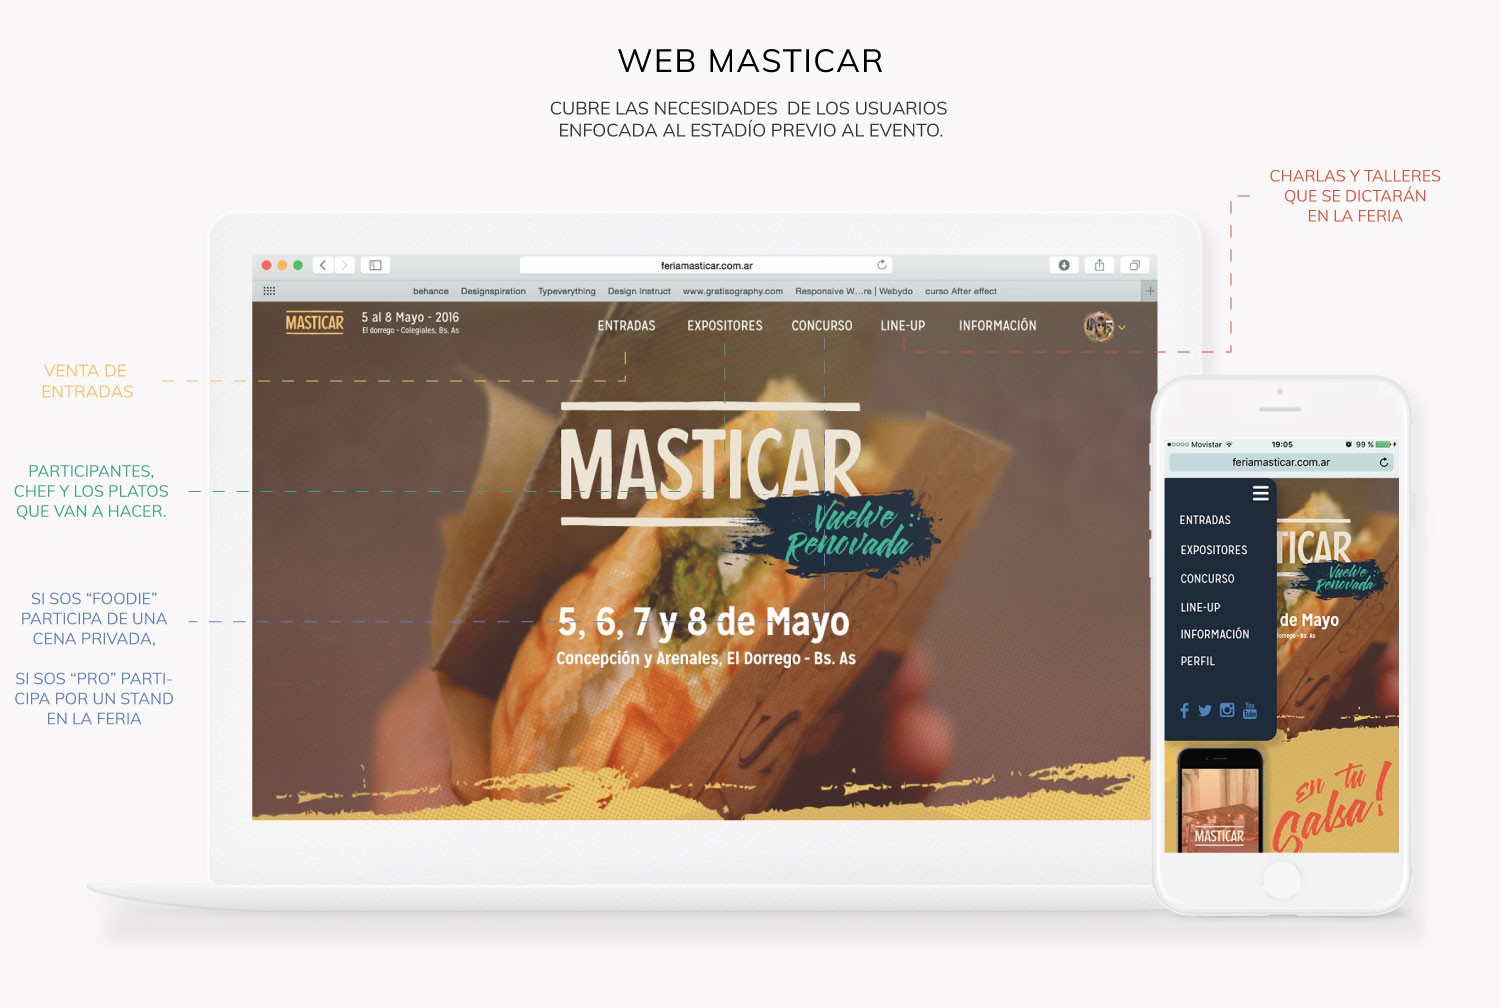 WEB MASTICAR
CUBRE LAS NECESIDADES DE LOS USUARIOS
ENFOCADA AL ESTADÍO PREVIO AL EVENTO.
CHARLAS Y TALLERES
QUE SE DICTARÁN
EN LA FERIA
feriamasticar.com.ar
behance Designspiration Typeverything Design Instruct www.gratisography.com Responsive W...re | Webydo curso After effect
MASTICAR
5 al 8 Mayo - 2016
El dorrego - Colegiales, Bs. As
ENTRADAS EXPOSITORES CONCURSO LINE-UP INFORMACIÓN
VENTA DE
ENTRADAS
PARTICIPANTES,
CHEF Y LOS PLATOS
QUE VAN A HACER.
SI SOS “FOODIE”
PARTICIPA DE UNA
CENA PRIVADA,
SI SOS “PRO” PARTI-
CIPA POR UN STAND
EN LA FERIA
MASTICAR
Vuelve
Renovada
5, 6, 7 y 8 de Mayo
Concepción y Arenales, El Dorrego - Bs. As
Movistar 19:05 99 %
feriamasticar.com.ar
ENTRADAS
EXPOSITORES
CONCURSO
LINE-UP
INFORMACIÓN
PERFIL
You
Tube
TICAR
Vuelve
Renovada
de Mayo
MASTICAR
en tu
Salsa!